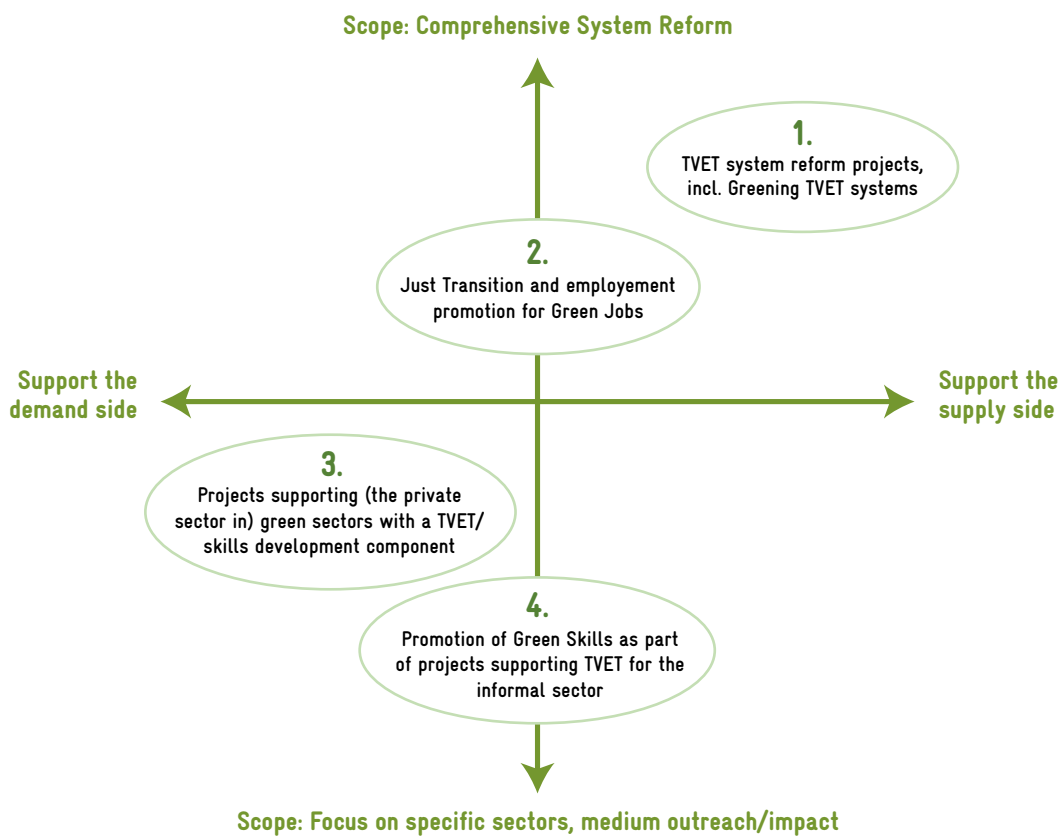 Scope: Comprehensive System Reform
1.
TVET system reform projects,
incl. Greening TVET systems
2.
Just Transition and employement
promotion for Green Jobs
Support the
demand side
Support the
supply side
3.
Projects supporting (the private
sector in) green sectors with a TVET/
skills development component
4.
Promotion of Green Skills as part
of projects supporting TVET for the
informal sector
Scope: Focus on specific sectors, medium outreach/impact